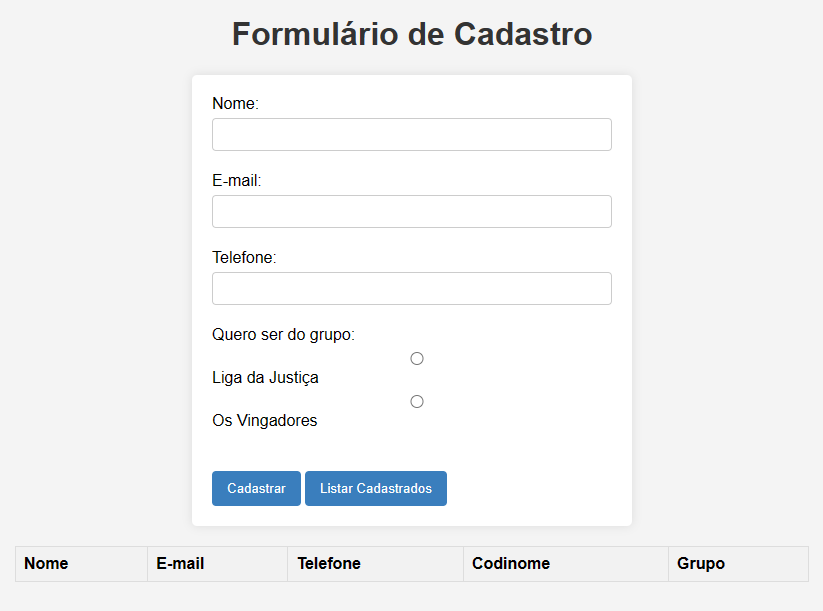 Formulário de Cadastro
Nome:
E-mail:
Telefone:
Quero ser do grupo:
Liga da Justiça
Os Vingadores
Cadastrar Listar Cadastrados
Nome E-mail Telefone Codinome Grupo